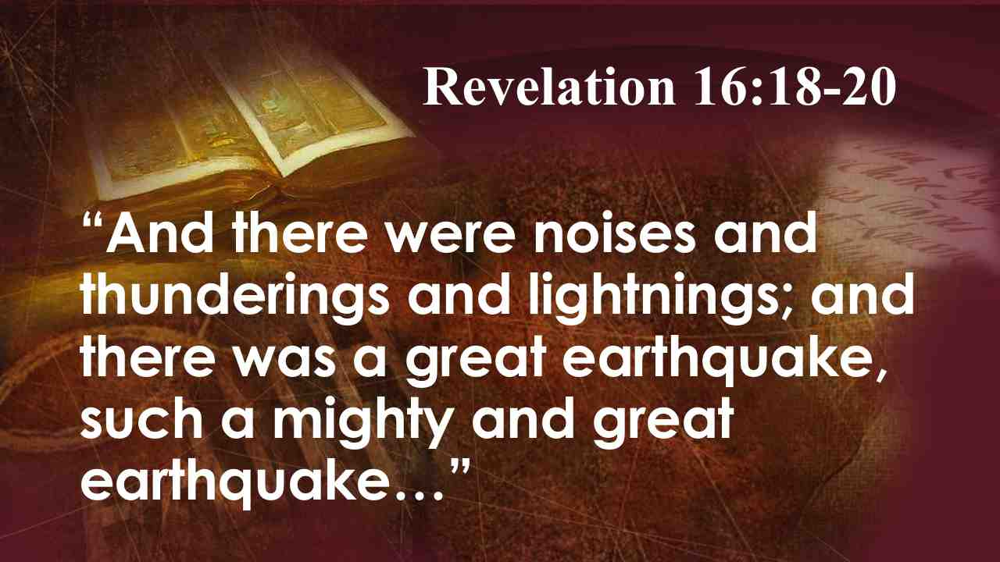 Revelation 16:18-20
“And there were noises and
thunderings and lightnings; and
there was a great earthquake,
such a mighty and great
earthquake…”